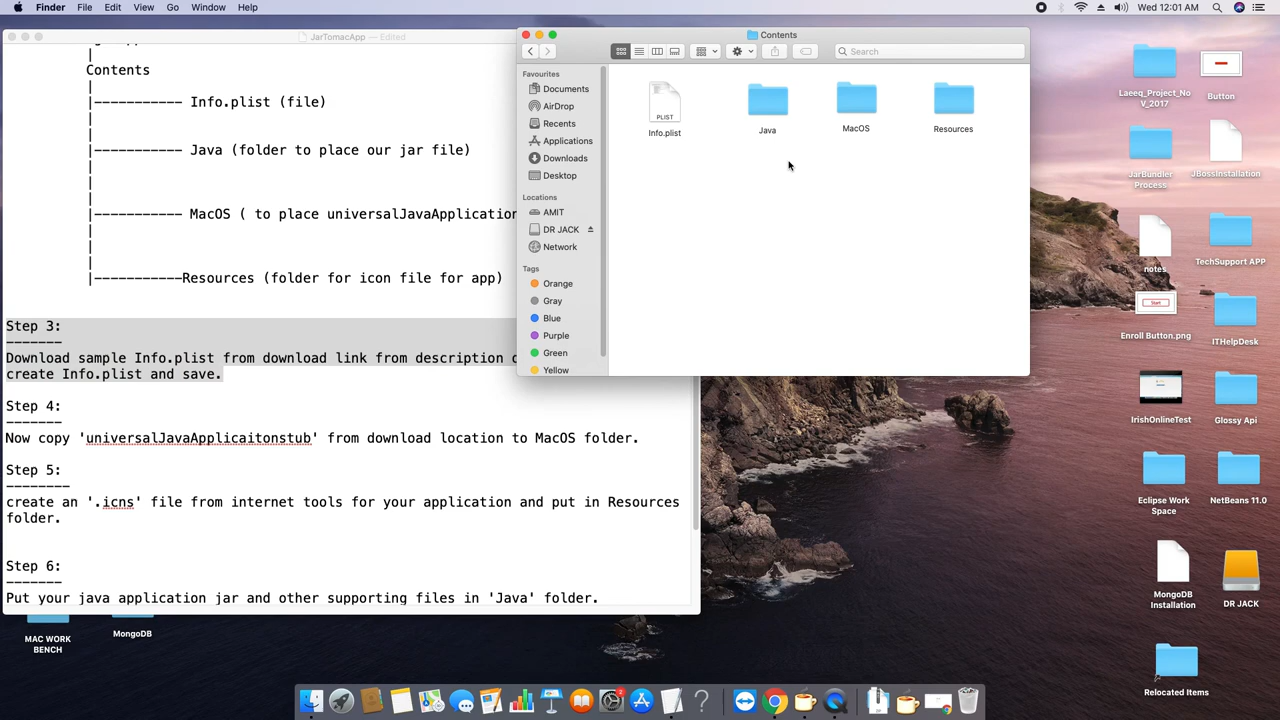 Finder File Edit View Go Window Help
Wed 12:01 AM
JarTomacApp — Edited
Contents
|
Contents
|
|----------- Info.plist (file)
|
|
|----------- Java (folder to place our jar file)
|
|
|
|----------- MacOS ( to place universalJavaApplication
|
|
|
|-----------Resources (folder for icon file for app)
Step 3:
-------
Download sample Info.plist from download link from description
create Info.plist and save.
Step 4:
-------
Now copy 'universalJavaApplicaitonstub' from download location to MacOS folder.
Step 5:
--------
create an '.icns' file from internet tools for your application and put in Resources
folder.
Step 6:
-------
Put your java application jar and other supporting files in 'Java' folder.
Search
Favourites
Documents
AirDrop
Recents
Applications
Downloads
Desktop
Locations
AMIT
DR JACK
Network
Tags
Orange
Gray
Blue
Purple
Green
Yellow
PLIST
Info.plist
Java
MacOS
Resources
Laeeq_Project_No
V_2017
Button
JarBundler
Process
JBossInstallation
notes
TechSupport APP
Start
Enroll Button.png
ITHelpDesk
IrishOnlineTest
Glossy Api
Eclipse Work
Space
NetBeans 11.0
MongoDB
Installation
DR JACK
Relocated Items
MAC WORK
BENCH
MongoDB
2